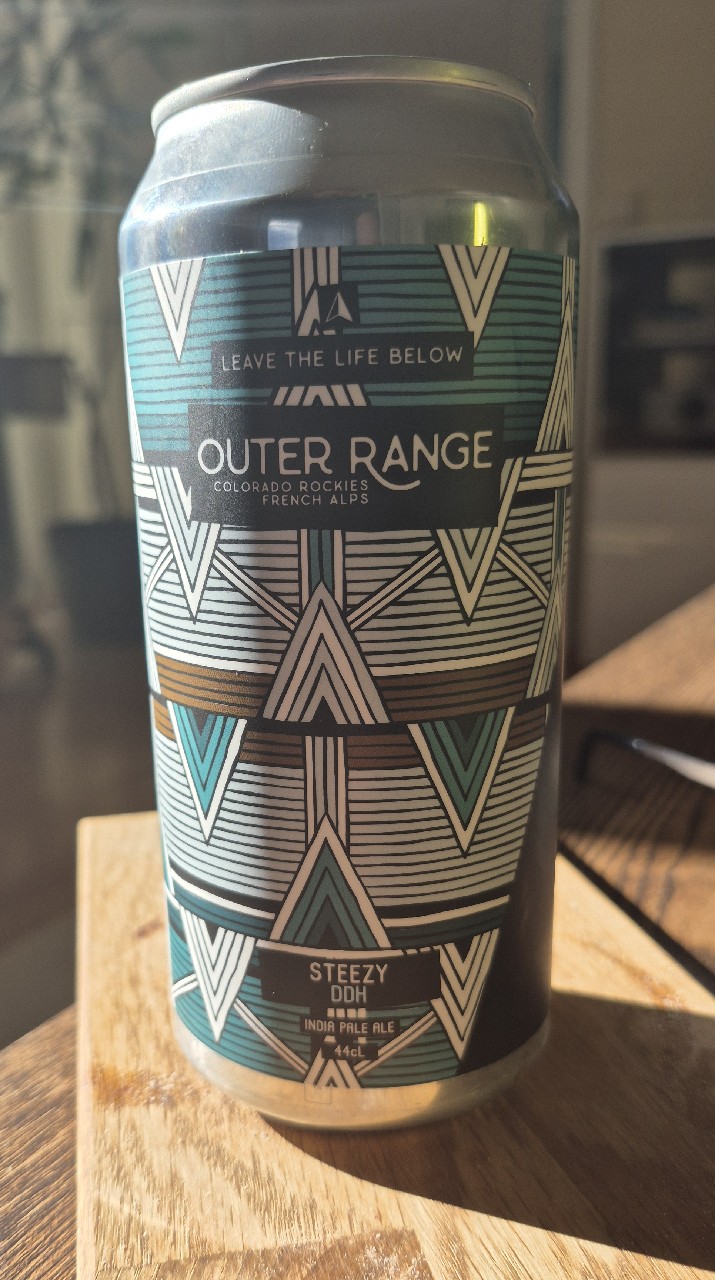 LEAVE THE LIFE BELOW
OUTER RANGE
COLORADO ROCKIES
FRENCH ALPS
STEEZY
DDH
INDIA PALE ALE
44cL